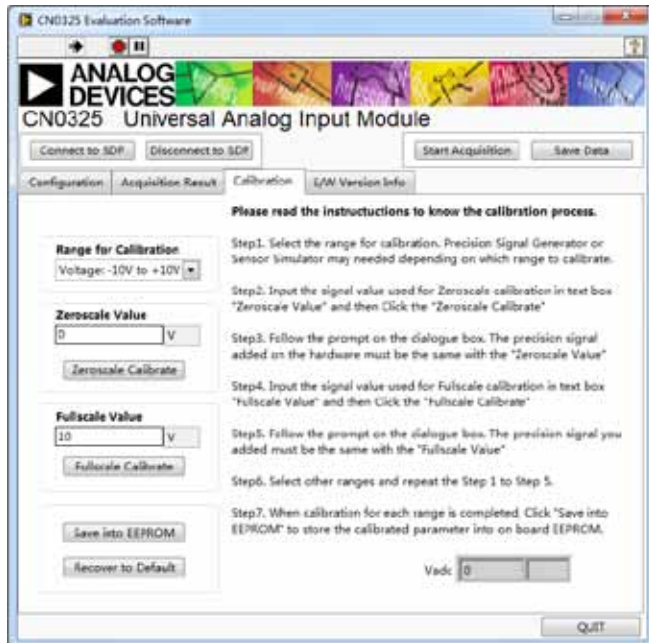 CN0325 Evaluation Software
ANALOG
DEVICES
CN0325 Universal Analog Input Module
Connect to SDP Disconnect to SDP Start Acquisition Save Data
Configuration Acquisition Result Calibration E/W Version Info
Please read the instructuctions to know the calibration process.
Range for Calibration
Voltage: -10V to +10V
Zeroscale Value
0 V
Zeroscale Calibrate
Fullscale Value
10 V
Fullscale Calibrate
Save into EEPROM
Recover to Default
Step1. Select the range for calibration. Precision Signal Generator or
Sensor Simulator may needed depending on which range to calibrate.
Step2. Input the signal value used for Zeroscale calibration in text box
"Zeroscale Value" and then Click the "Zeroscale Calibrate"
Step3. Follow the prompt on the dialogue box. The precision signal
added on the hardware must be the same with the "Zeroscale Value"
Step4. Input the signal value used for Fullscale calibration in text box
"Fullscale Value" and then Click the "Fullscale Calibrate"
Step5. Follow the prompt on the dialogue box. The precision signal you
added must be the same with the "Fullscale Value"
Step6. Select other ranges and repeat the Step 1 to Step 5.
Step7. When calibration for each range is completed. Click "Save into
EEPROM" to store the calibrated parameter into on board EEPROM.
Vadc 0
QUIT